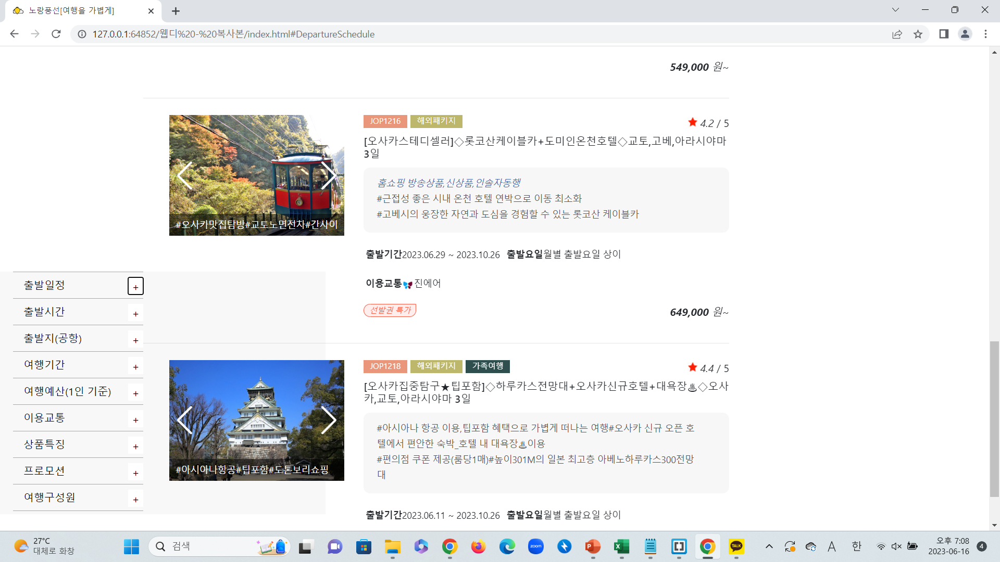 노랑풍선[여행을 가볍게]
127.0.0.1:64852/웹디%20-%20복사본/index.html#DepartureSchedule
549,000 원~
JOP1216 해외패키지
4.2 / 5
[오사카스테디셀러]◇롯코산케이블카+도미인온천호텔◇교토,고베,아라시야마
3일
홈쇼핑 방송상품,신상품,인솔자동행
#근접성 좋은 시내 온천 호텔 연박으로 이동 최소화
#고베시의 웅장한 자연과 도심을 경험할 수 있는 롯코산 케이블카
#오사카맛집탐방#교토노면전차#간사이
출발기간2023.06.29 ~ 2023.10.26 출발요일월별 출발요일 상이
이용교통 진에어
선발권 특가
649,000 원~
출발일정 +
출발시간 +
출발지(공항) +
여행기간 +
여행예산(1인 기준) +
이용교통 +
상품특징 +
프로모션 +
여행구성원 +
JOP1218 해외패키지 가족여행
4.4 / 5
[오사카집중탐구★팁포함]◇하루카스전망대+오사카신규호텔+대욕장♨◇오사
카,교토,아라시야마 3일
#아시아나 항공 이용,팁포함 혜택으로 가볍게 떠나는 여행#오사카 신규 오픈 호
텔에서 편안한 숙박_호텔 내 대욕장♨이용
#편의점 쿠폰 제공(룸당1매)#높이301M의 일본 최고층 아베노하루카스300전망
대
#아시아나항공#팁포함#도톤보리쇼핑
출발기간2023.06.11 ~ 2023.10.26 출발요일월별 출발요일 상이
27°C
대체로 화창
검색
zoom
TALK
A
한
오후 7:08
2023-06-16
4